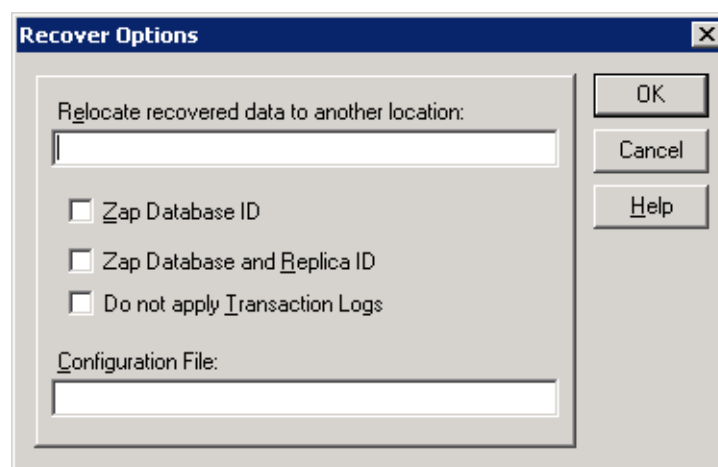 Recover Options
Relocate recovered data to another location:
OK
Cancel
Help
Zap Database ID
Zap Database and Replica ID
Do not apply Transaction Logs
Configuration File: